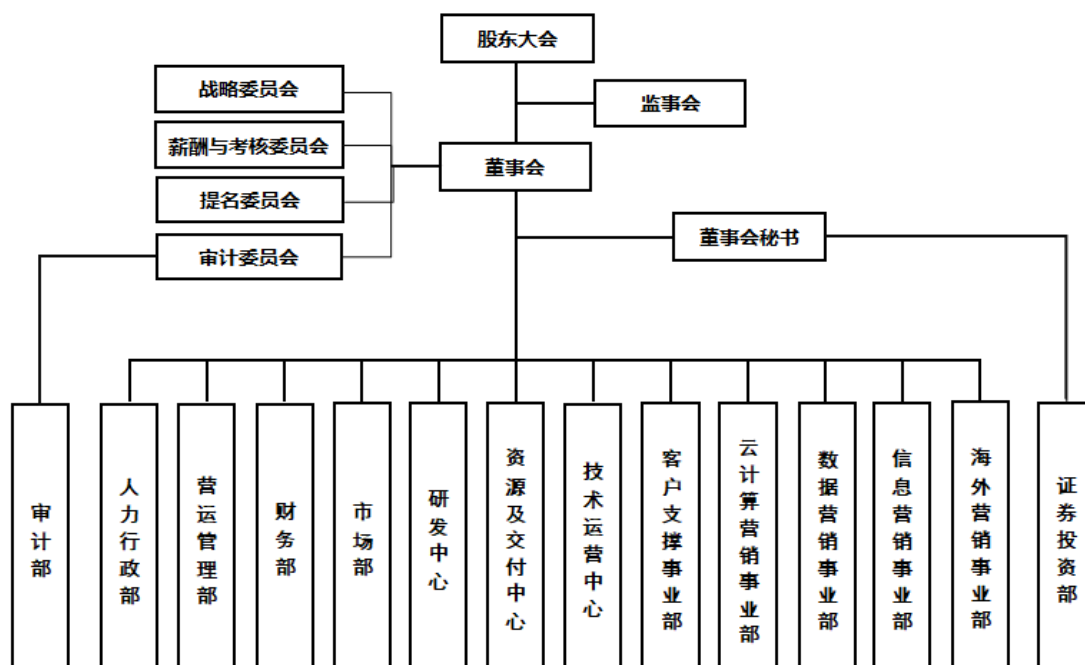 股东大会
战略委员会
监事会
薪酬与考核委员会
董事会
提名委员会
董事会秘书
审计委员会
审计部
人力行政部
营运管理部
财务部
市场部
研发中心
资源及交付中心
技术运营中心
客户支撑事业部
云计算营销事业部
数据营销事业部
信息营销事业部
海外营销事业部
证券投资部